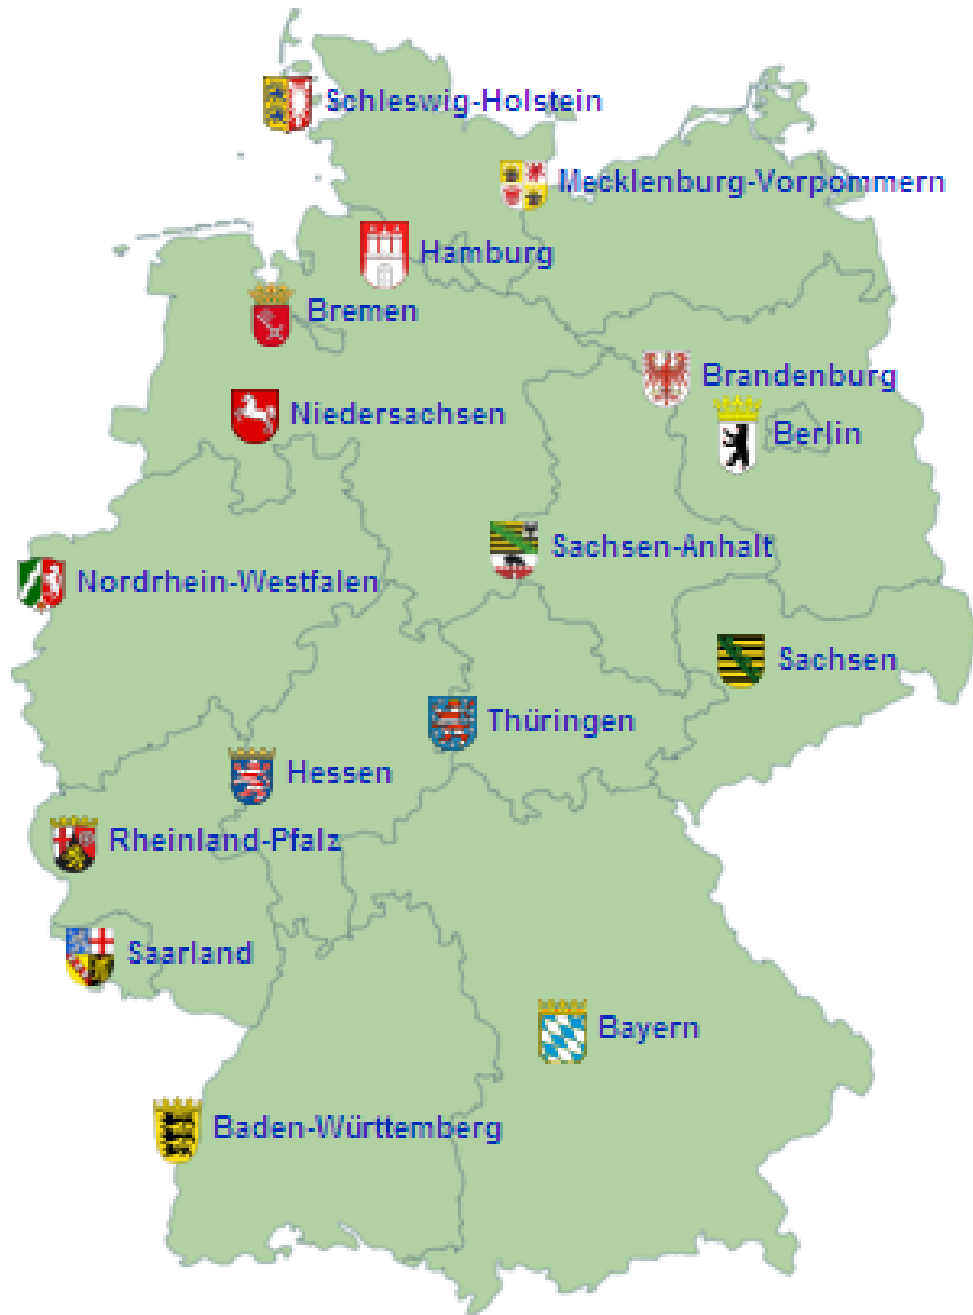 Schleswig-Holstein
Mecklenburg-Vorpommern
Hamburg
Bremen
Brandenburg
Niedersachsen
Berlin
Sachsen-Anhalt
Nordrhein-Westfalen
Sachsen
Thüringen
Hessen
Rheinland-Pfalz
Saarland
Bayern
Baden-Württemberg